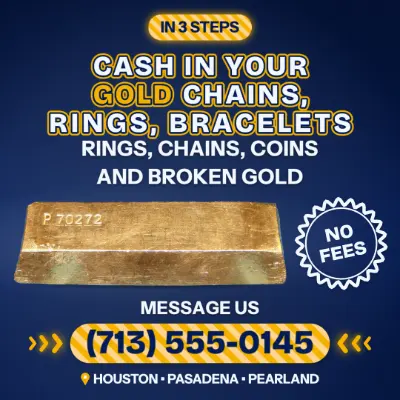 IN 3 STEPS
CASH IN YOUR
GOLD CHAINS,
RINGS, BRACELETS
RINGS, CHAINS, COINS
AND BROKEN GOLD
P 70272
NO
FEES
MESSAGE US
››› (713) 555-0145 ‹‹‹
HOUSTON • PASADENA • PEARLAND